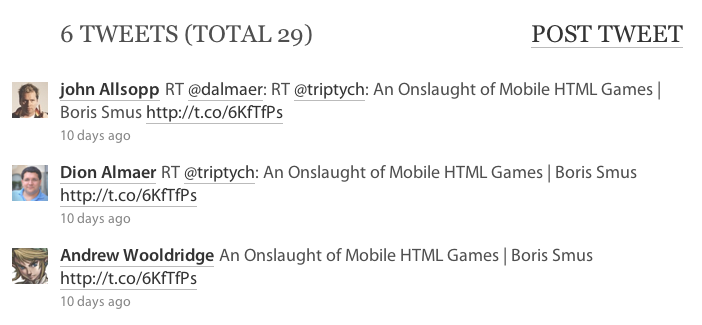 6 TWEETS (TOTAL 29)
POST TWEET
john Allsopp RT @dalmaer: RT @triptych: An Onslaught of Mobile HTML Games |
Boris Smus http://t.co/6KfTfPs
10 days ago
Dion Almaer RT @triptych: An Onslaught of Mobile HTML Games | Boris Smus
http://t.co/6KfTfPs
10 days ago
Andrew Wooldridge An Onslaught of Mobile HTML Games | Boris Smus
http://t.co/6KfTfPs
10 days ago